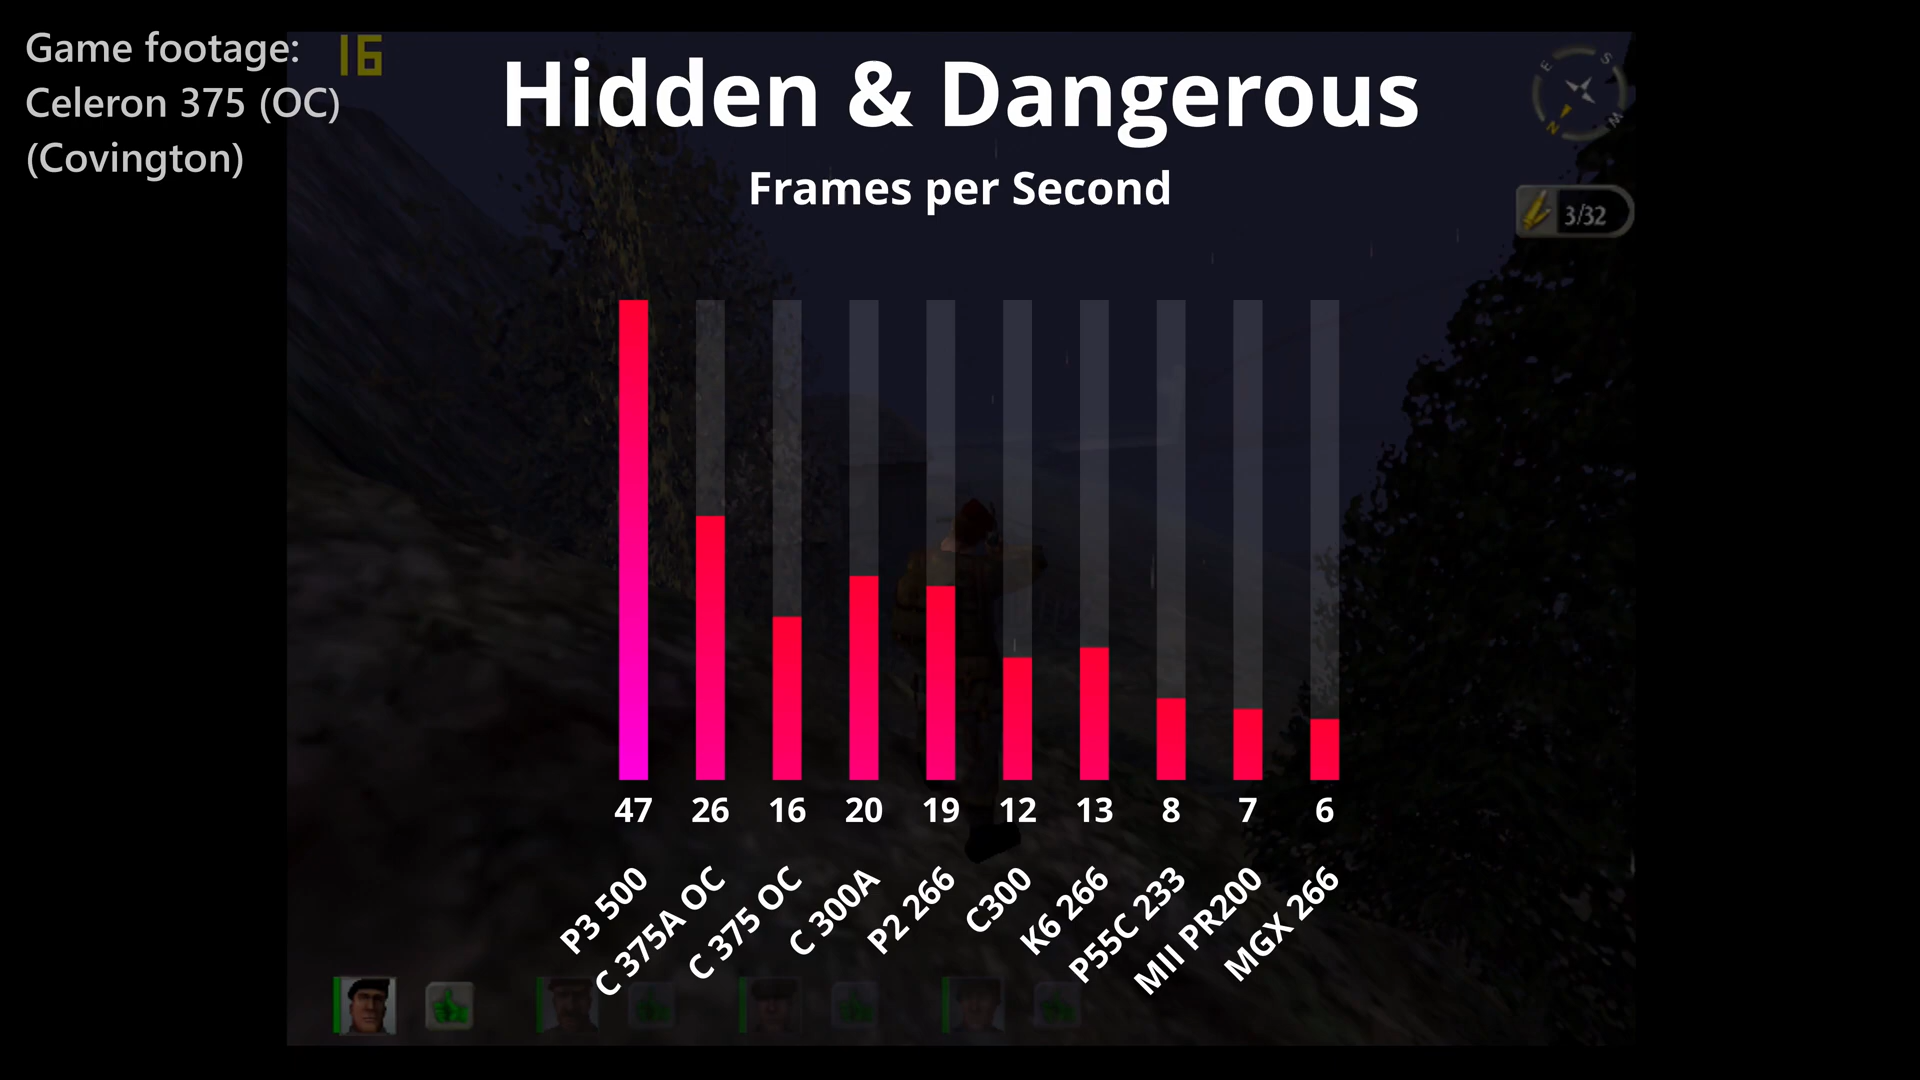 Game footage:
Celeron 375 (OC)
(Covington)
16
Hidden & Dangerous
Frames per Second
E
S
N
W
3/32
47 26 16 20 19 12 13 8 7 6
P3 500
C 375A OC
C 375 OC
C 300A
P2 266
C300
K6 266
P55C 233
MII PR200
MGX 266